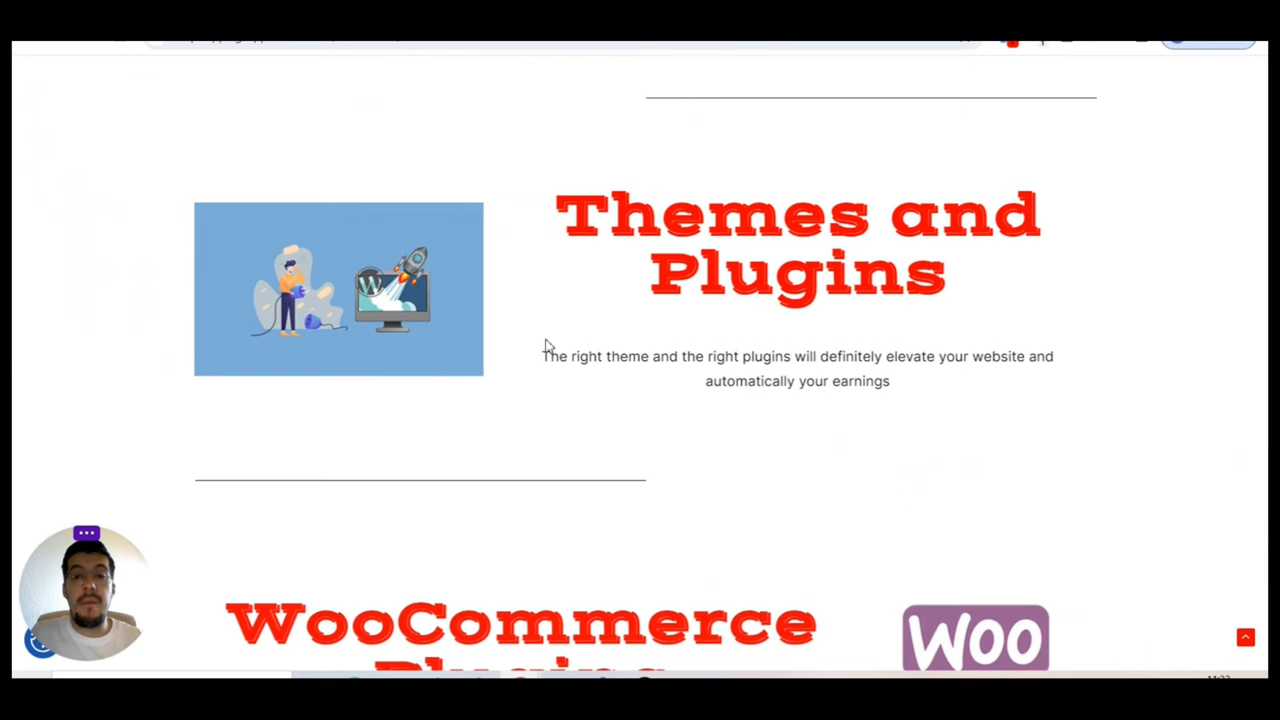 Themes and
Plugins
W
The right theme and the right plugins will definitely elevate your website and
automatically your earnings
WooCommerce
Plugins
WOO